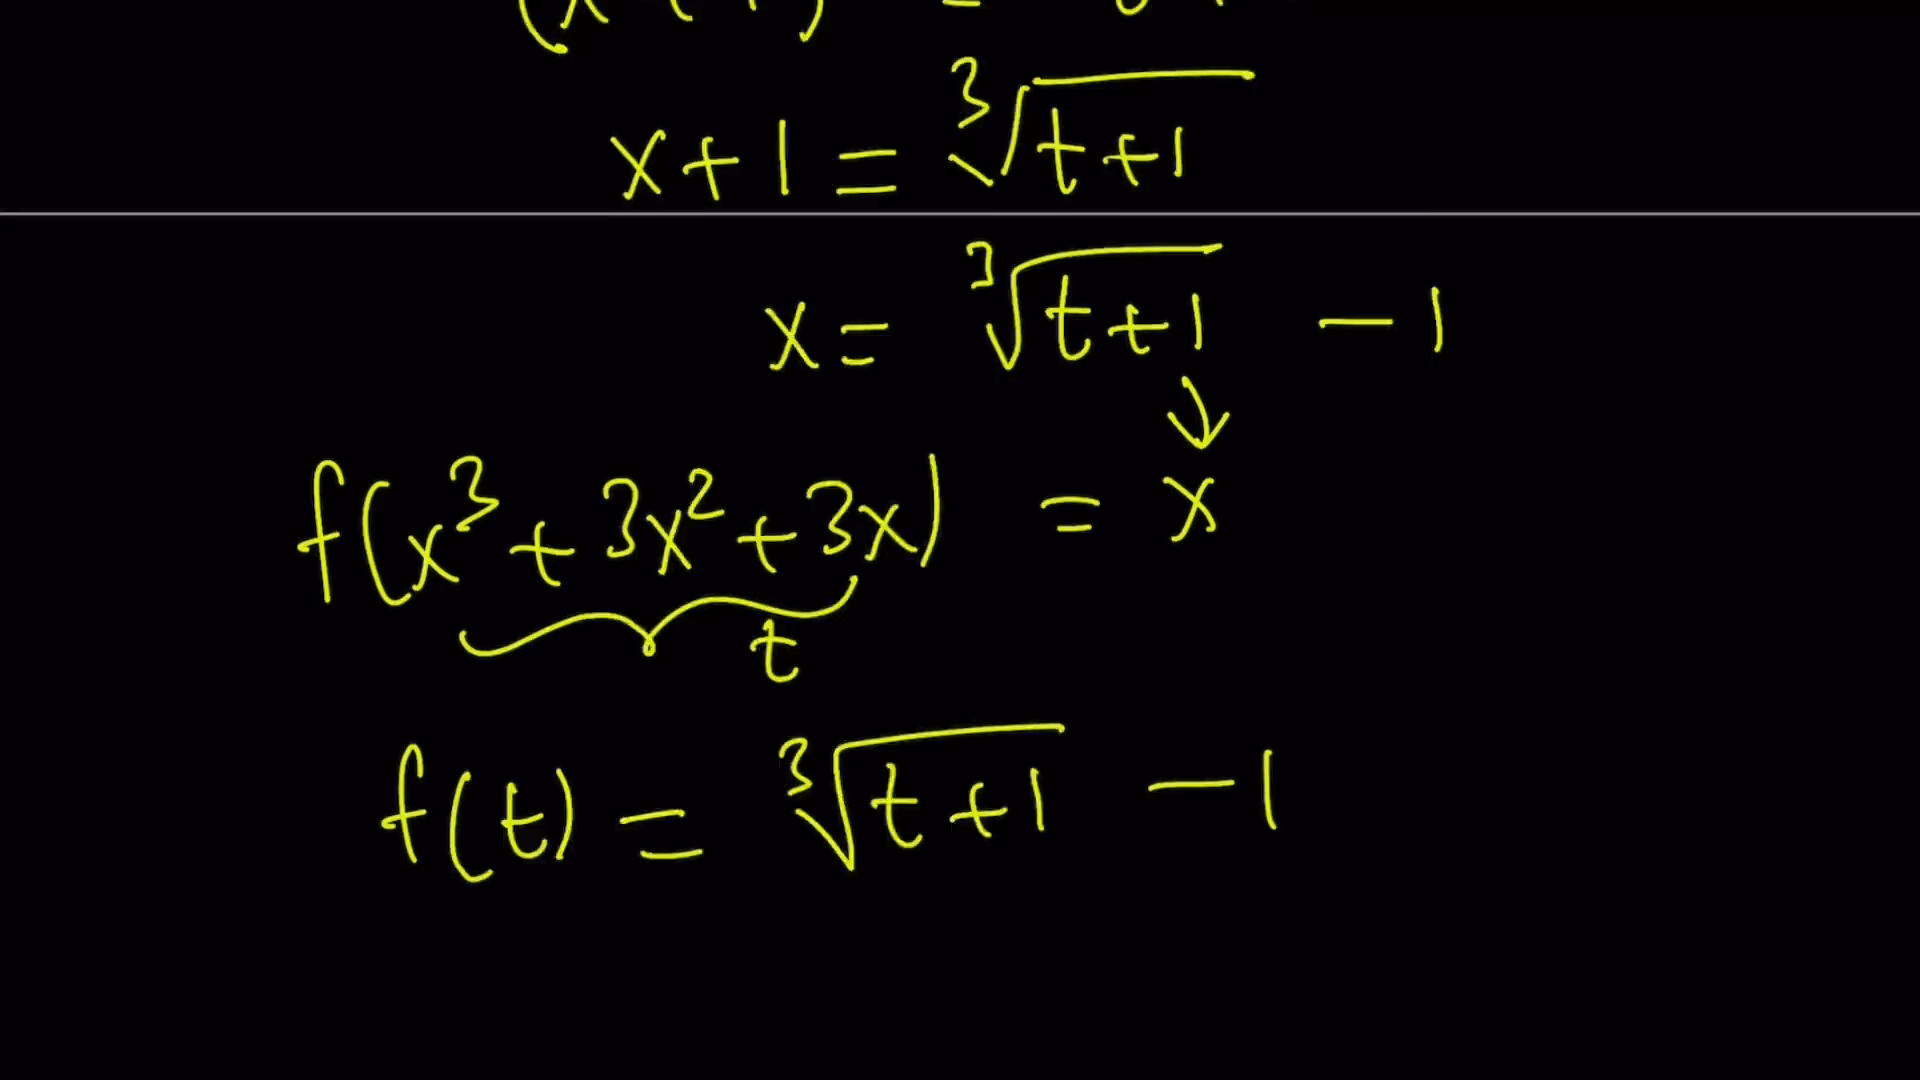 x+1 = ∛(t+1)
x = ∛(t+1) − 1
↓
f(x³ + 3x² + 3x) = x
t
f(t) = ∛(t+1) − 1